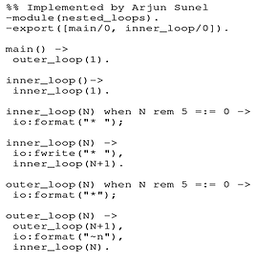 %% Implemented by Arjun Sunel
-module(nested_loops).
-export([main/0, inner_loop/0]).
main() ->
outer_loop(1).
inner_loop()->
inner_loop(1).
inner_loop(N) when N rem 5 =:= 0 ->
io:format("* ");
inner_loop(N) ->
io:fwrite("* "),
inner_loop(N+1).
outer_loop(N) when N rem 5 =:= 0 ->
io:format("*");
outer_loop(N) ->
outer_loop(N+1),
io:format("~n"),
inner_loop(N).